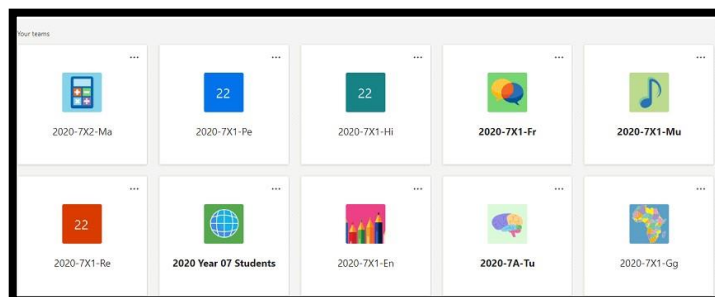 Your teams
22
22
2020-7X2-Ma
2020-7X1-Pe
2020-7X1-Hi
2020-7X1-Fr
2020-7X1-Mu
22
2020-7X1-Re
2020 Year 07 Students
2020-7X1-En
2020-7A-Tu
2020-7X1-Gg